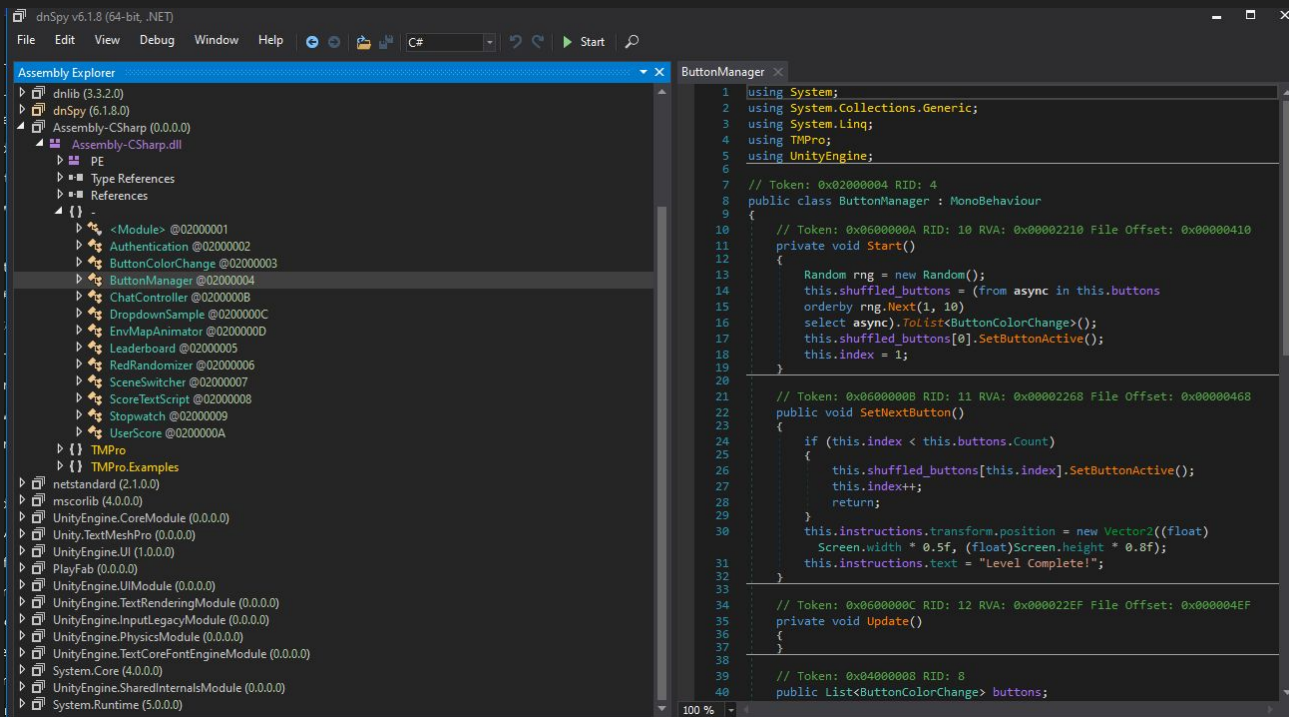 dnSpy v6.1.8 (64-bit, .NET)
File Edit View Debug Window Help C# Start
Assembly Explorer
dnlib (3.3.2.0)
dnSpy (6.1.8.0)
Assembly-CSharp (0.0.0.0)
Assembly-CSharp.dll
PE
Type References
References
{ } -
<Module> @02000001
Authentication @02000002
ButtonColorChange @02000003
ButtonManager @02000004
ChatController @0200000B
DropdownSample @0200000C
EnvMapAnimator @0200000D
Leaderboard @02000005
RedRandomizer @02000006
SceneSwitcher @02000007
ScoreTextScript @02000008
Stopwatch @02000009
UserScore @0200000A
{ } TMPro
{ } TMPro.Examples
netstandard (2.1.0.0)
mscorlib (4.0.0.0)
UnityEngine.CoreModule (0.0.0.0)
Unity.TextMeshPro (0.0.0.0)
UnityEngine.UI (1.0.0.0)
PlayFab (0.0.0.0)
UnityEngine.UIModule (0.0.0.0)
UnityEngine.TextRenderingModule (0.0.0.0)
UnityEngine.InputLegacyModule (0.0.0.0)
UnityEngine.PhysicsModule (0.0.0.0)
UnityEngine.TextCoreFontEngineModule (0.0.0.0)
System.Core (4.0.0.0)
UnityEngine.SharedInternalsModule (0.0.0.0)
System.Runtime (5.0.0.0)
ButtonManager
1 using System;
2 using System.Collections.Generic;
3 using System.Linq;
4 using TMPro;
5 using UnityEngine;
6
7 // Token: 0x02000004 RID: 4
8 public class ButtonManager : MonoBehaviour
9 {
10 // Token: 0x0600000A RID: 10 RVA: 0x00002210 File Offset: 0x00000410
11 private void Start()
12 {
13 Random rng = new Random();
14 this.shuffled_buttons = (from async in this.buttons
15 orderby rng.Next(1, 10)
16 select async).ToList<ButtonColorChange>();
17 this.shuffled_buttons[0].SetButtonActive();
18 this.index = 1;
19 }
20
21 // Token: 0x0600000B RID: 11 RVA: 0x00002268 File Offset: 0x00000468
22 public void SetNextButton()
23 {
24 if (this.index < this.buttons.Count)
25 {
26 this.shuffled_buttons[this.index].SetButtonActive();
27 this.index++;
28 return;
29 }
30 this.instructions.transform.position = new Vector2((float)
Screen.width * 0.5f, (float)Screen.height * 0.8f);
31 this.instructions.text = "Level Complete!";
32 }
33
34 // Token: 0x0600000C RID: 12 RVA: 0x000022EF File Offset: 0x000004EF
35 private void Update()
36 {
37 }
38
39 // Token: 0x04000008 RID: 8
40 public List<ButtonColorChange> buttons;
100 %